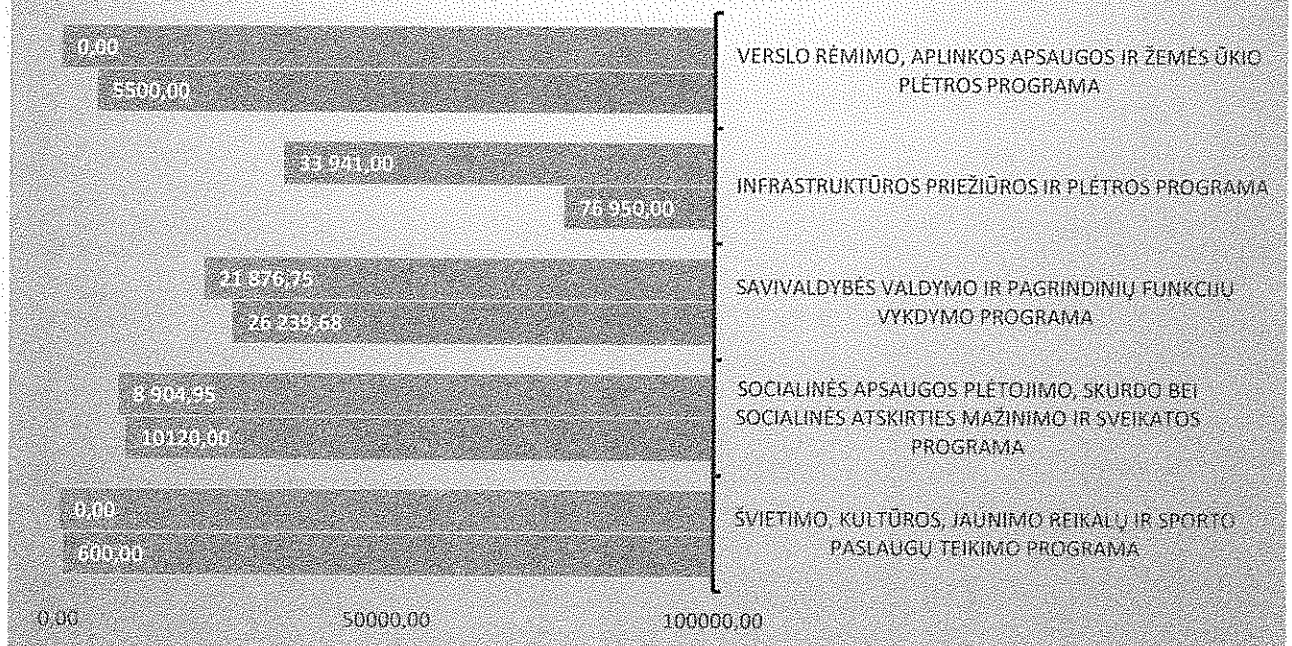 0,00
5500,00
VERSLO RĖMIMO, APLINKOS APSAUGOS IR ŽEMĖS ŪKIO
PLĖTROS PROGRAMA
33 941,00
76 950,00
INFRASTRUKTŪROS PRIEŽIŪROS IR PLĖTROS PROGRAMA
21 876,75
26 239,68
SAVIVALDYBĖS VALDYMO IR PAGRINDINIŲ FUNKCIJŲ
VYKDYMO PROGRAMA
8 904,95
10120,00
SOCIALINĖS APSAUGOS PLĖTOJIMO, SKURDO BEI
SOCIALINĖS ATSKIRTIES MAŽINIMO IR SVEIKATOS
PROGRAMA
0,00
600,00
SVIETIMO, KULTŪROS, JAUNIMO REIKALŲ IR SPORTO
PASLAUGŲ TEIKIMO PROGRAMA
0,00
50000,00
100000,00